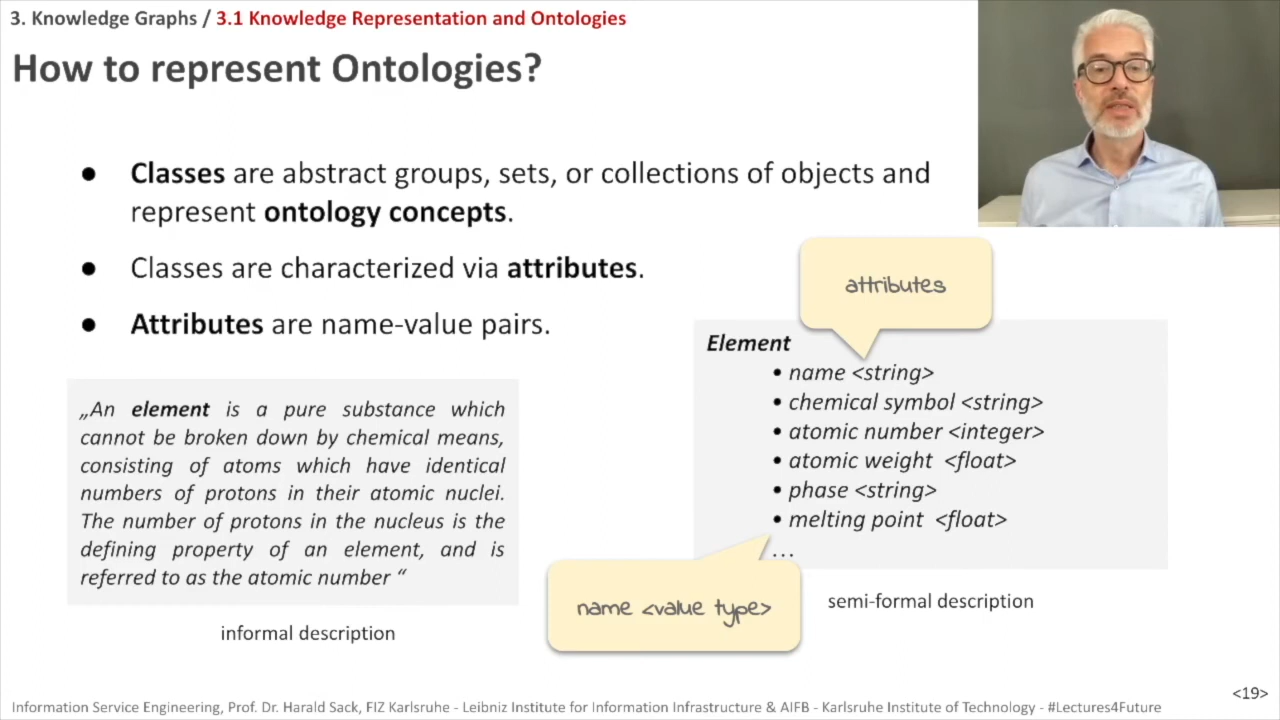 3. Knowledge Graphs / 3.1 Knowledge Representation and Ontologies
How to represent Ontologies?
● Classes are abstract groups, sets, or collections of objects and
represent ontology concepts.
● Classes are characterized via attributes.
● Attributes are name-value pairs.
„An element is a pure substance which
cannot be broken down by chemical means,
consisting of atoms which have identical
numbers of protons in their atomic nuclei.
The number of protons in the nucleus is the
defining property of an element, and is
referred to as the atomic number “
informal description
attributes
Element
• name <string>
• chemical symbol <string>
• atomic number <integer>
• atomic weight <float>
• phase <string>
• melting point <float>
...
name <value type>
semi-formal description
<19>
Information Service Engineering, Prof. Dr. Harald Sack, FIZ Karlsruhe - Leibniz Institute for Information Infrastructure & AIFB - Karlsruhe Institute of Technology - #Lectures4Future